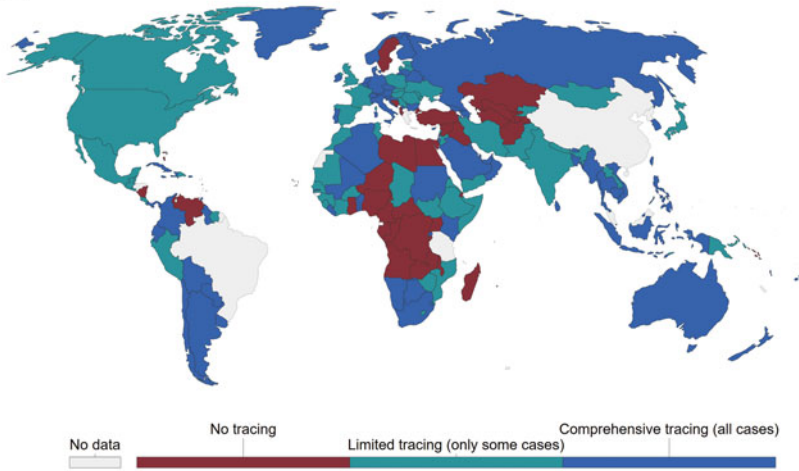 No data
No tracing
Limited tracing (only some cases)
Comprehensive tracing (all cases)